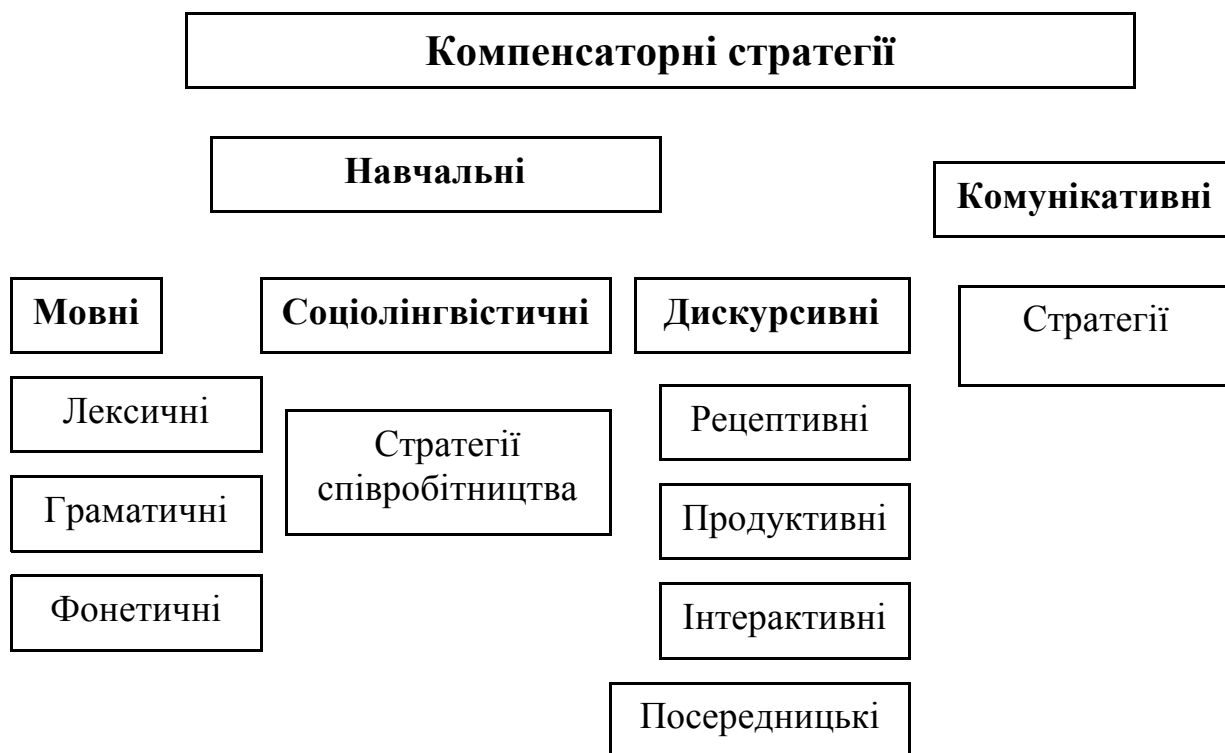 Компенсаторні стратегії
Навчальні
Комунікативні
Мовні
Соціолінгвістичні
Дискурсивні
Стратегії
Лексичні
Граматичні
Фонетичні
Стратегії
співробітництва
Рецептивні
Продуктивні
Інтерактивні
Посередницькі